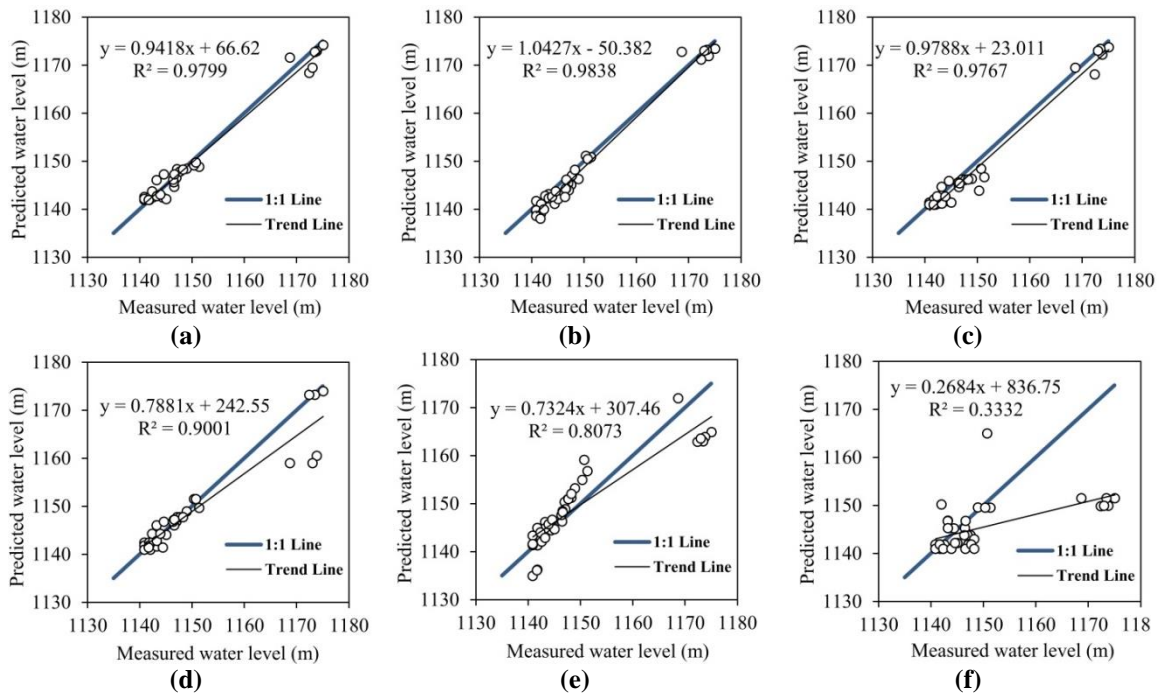 1180
1170
1160
1150
1140
1130
Predicted water level (m)
y = 0.9418x + 66.62
R² = 0.9799
1:1 Line
Trend Line
1130 1140 1150 1160 1170 1180
Measured water level (m)
(a)
1180
1170
1160
1150
1140
1130
Predicted water level (m)
y = 1.0427x - 50.382
R² = 0.9838
1:1 Line
Trend Line
1130 1140 1150 1160 1170 1180
Measured water level (m)
(b)
1180
1170
1160
1150
1140
1130
Predicted water level (m)
y = 0.9788x + 23.011
R² = 0.9767
1:1 Line
Trend Line
1130 1140 1150 1160 1170 1180
Measured water level (m)
(c)
1180
1170
1160
1150
1140
1130
Predicted water level (m)
y = 0.7881x + 242.55
R² = 0.9001
1:1 Line
Trend Line
1130 1140 1150 1160 1170 1180
Measured water level (m)
(d)
1180
1170
1160
1150
1140
1130
Predicted water level (m)
y = 0.7324x + 307.46
R² = 0.8073
1:1 Line
Trend Line
1130 1140 1150 1160 1170 1180
Measured water level (m)
(e)
1180
1170
1160
1150
1140
1130
Predicted water level (m)
y = 0.2684x + 836.75
R² = 0.3332
1:1 Line
Trend Line
1130 1140 1150 1160 1170 118
Measured water level (m)
(f)